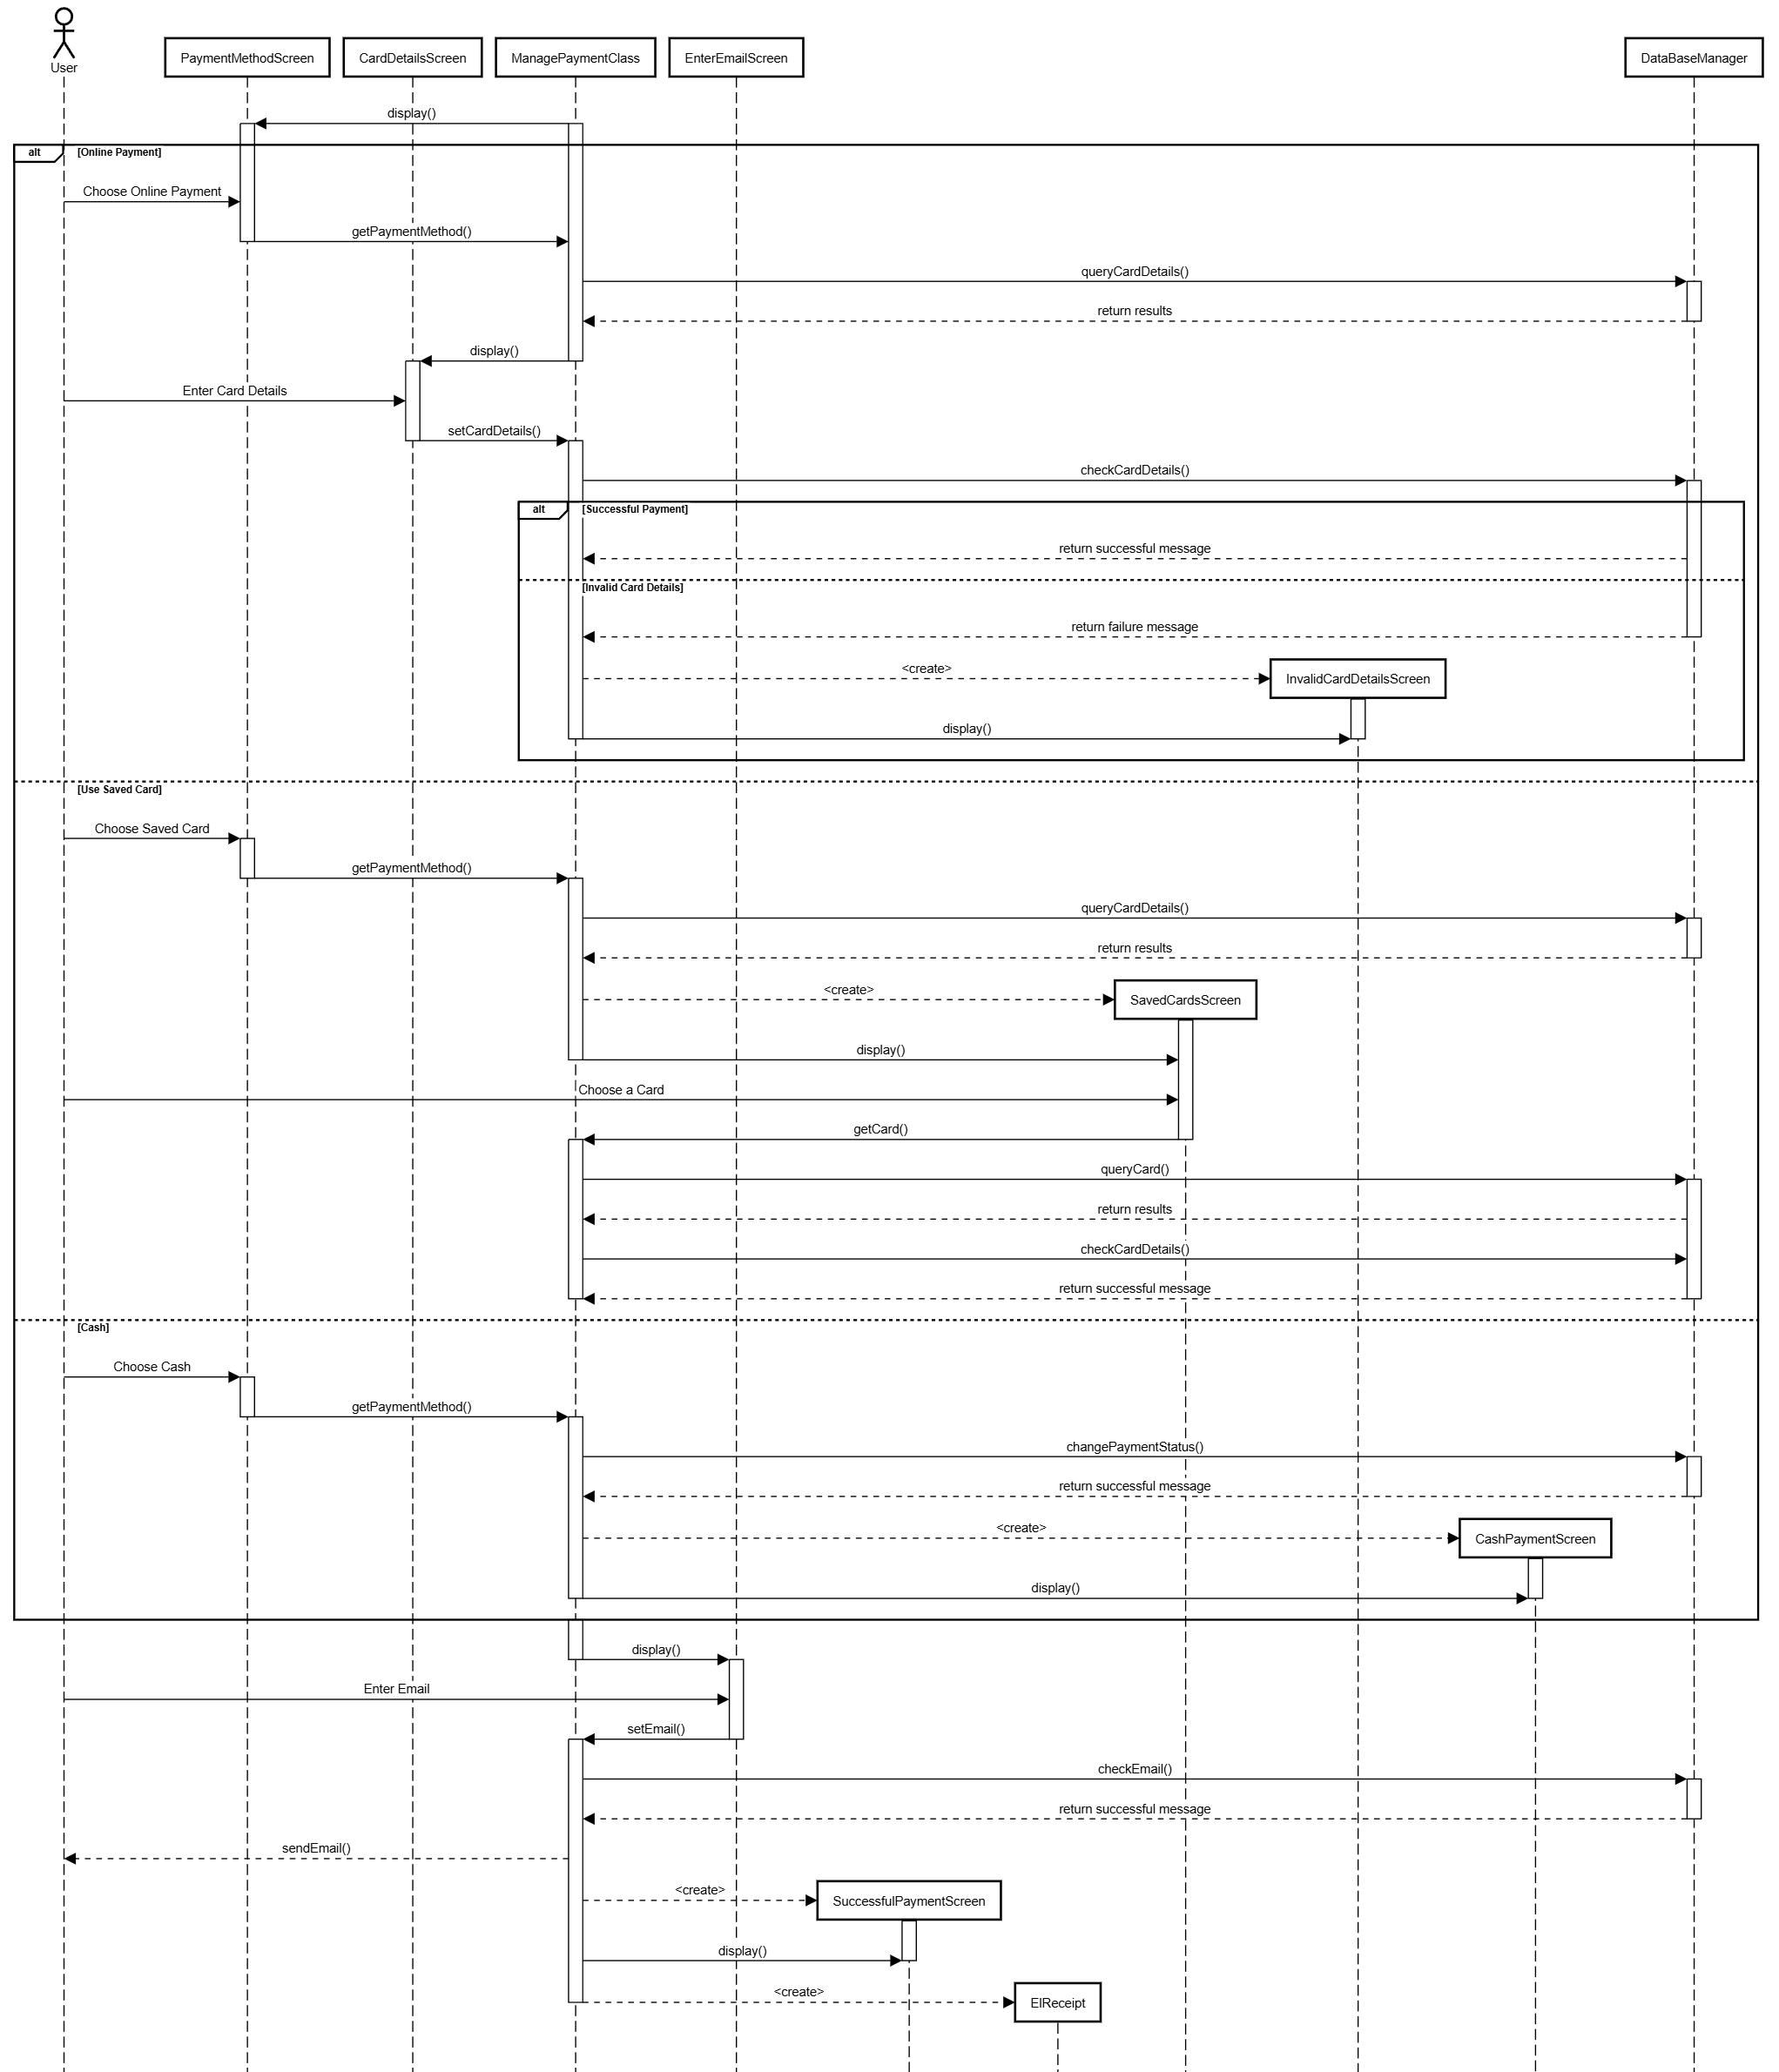 User
PaymentMethodScreen
CardDetailsScreen
ManagePaymentClass
EnterEmailScreen
DataBaseManager
display()
alt
[Online Payment]
Choose Online Payment
getPaymentMethod()
queryCardDetails()
return results
display()
Enter Card Details
setCardDetails()
checkCardDetails()
alt
[Successful Payment]
return successful message
[Invalid Card Details]
return failure message
<create>
InvalidCardDetailsScreen
display()
[Use Saved Card]
Choose Saved Card
getPaymentMethod()
queryCardDetails()
return results
<create>
SavedCardsScreen
display()
Choose a Card
getCard()
queryCard()
return results
checkCardDetails()
return successful message
[Cash]
Choose Cash
getPaymentMethod()
changePaymentStatus()
return successful message
<create>
CashPaymentScreen
display()
display()
Enter Email
setEmail()
checkEmail()
return successful message
sendEmail()
<create>
SuccessfulPaymentScreen
display()
<create>
ElReceipt